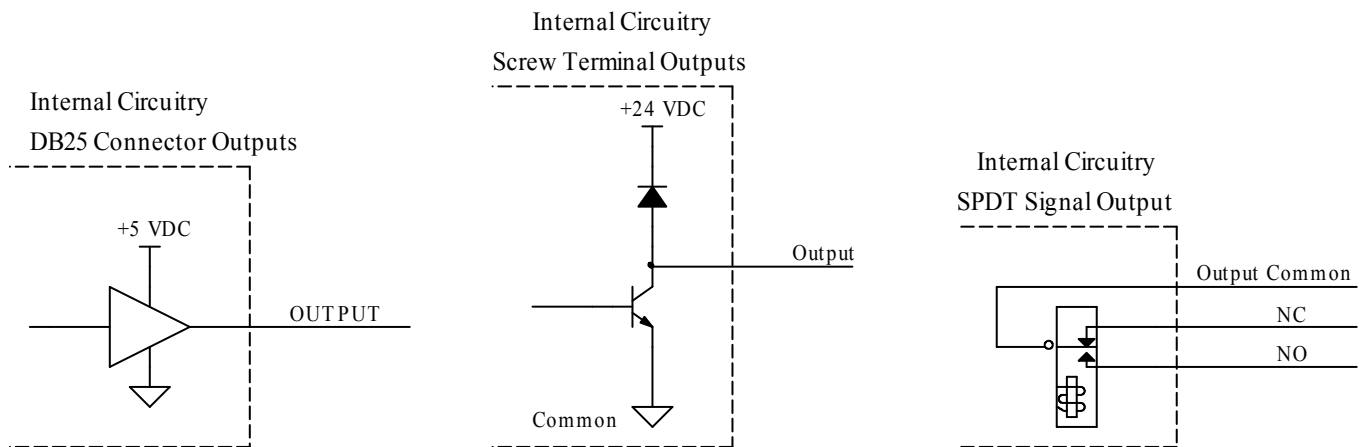 Internal Circuitry
DB25 Connector Outputs
+5 VDC
OUTPUT
Internal Circuitry
Screw Terminal Outputs
+24 VDC
Output
Common
Internal Circuitry
SPDT Signal Output
Output Common
NC
NO